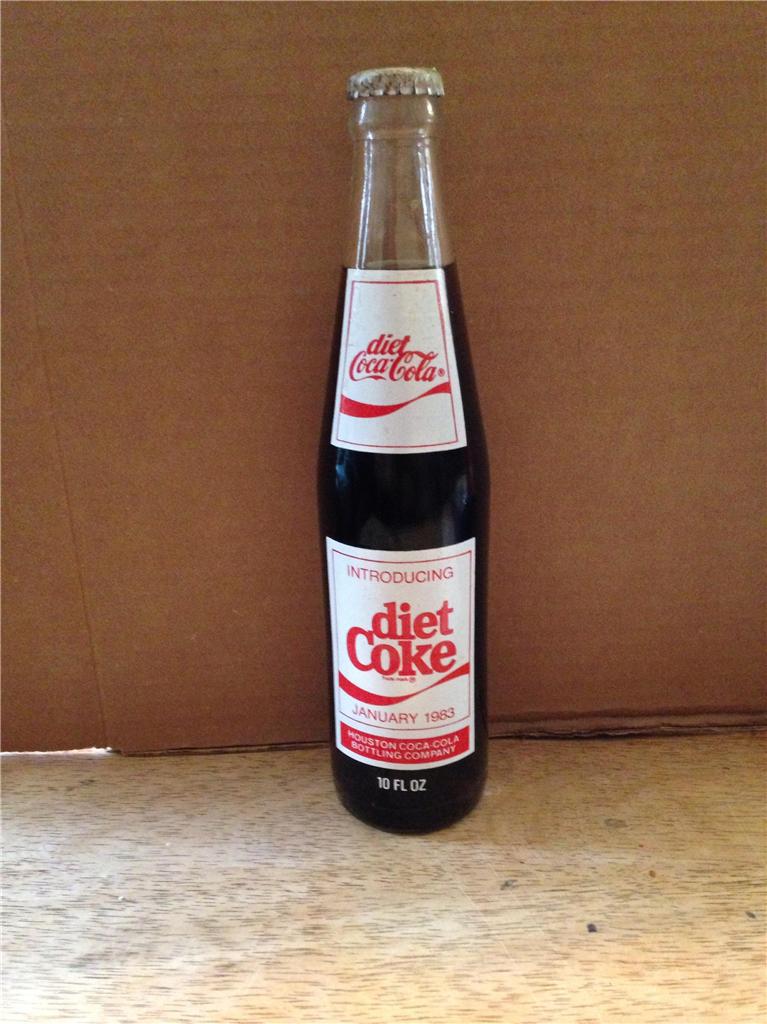 diet
Coca-Cola®
INTRODUCING
diet
Coke
JANUARY 1983
HOUSTON COCA-COLA
BOTTLING COMPANY
10 FL OZ